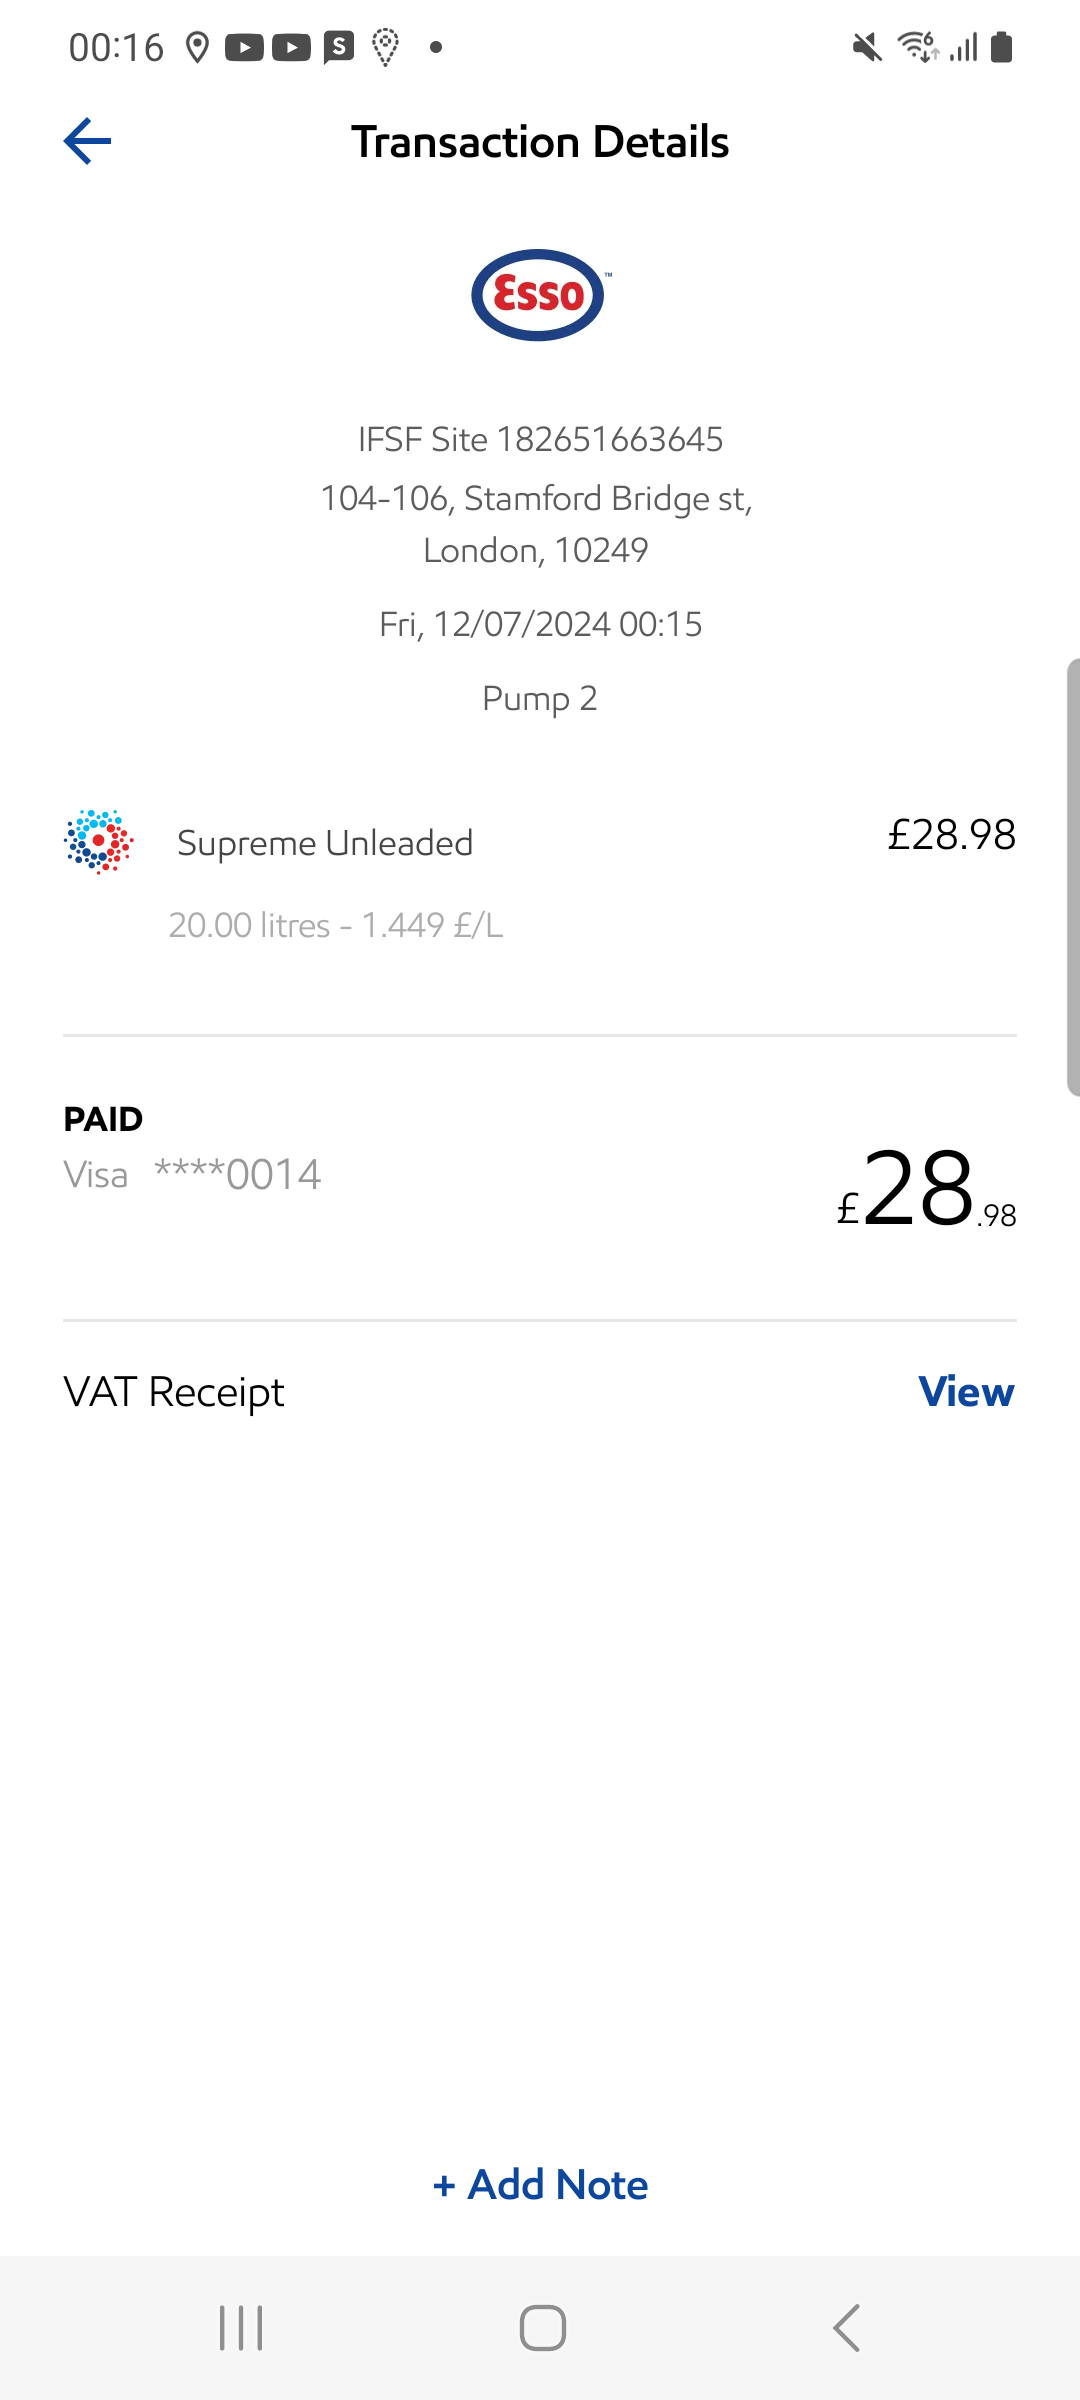 00:16
Transaction Details
Esso™
IFSF Site 182651663645
104-106, Stamford Bridge st,
London, 10249
Fri, 12/07/2024 00:15
Pump 2
Supreme Unleaded £28.98
20.00 litres - 1.449 £/L
PAID
Visa ****0014
£28.98
VAT Receipt View
+ Add Note